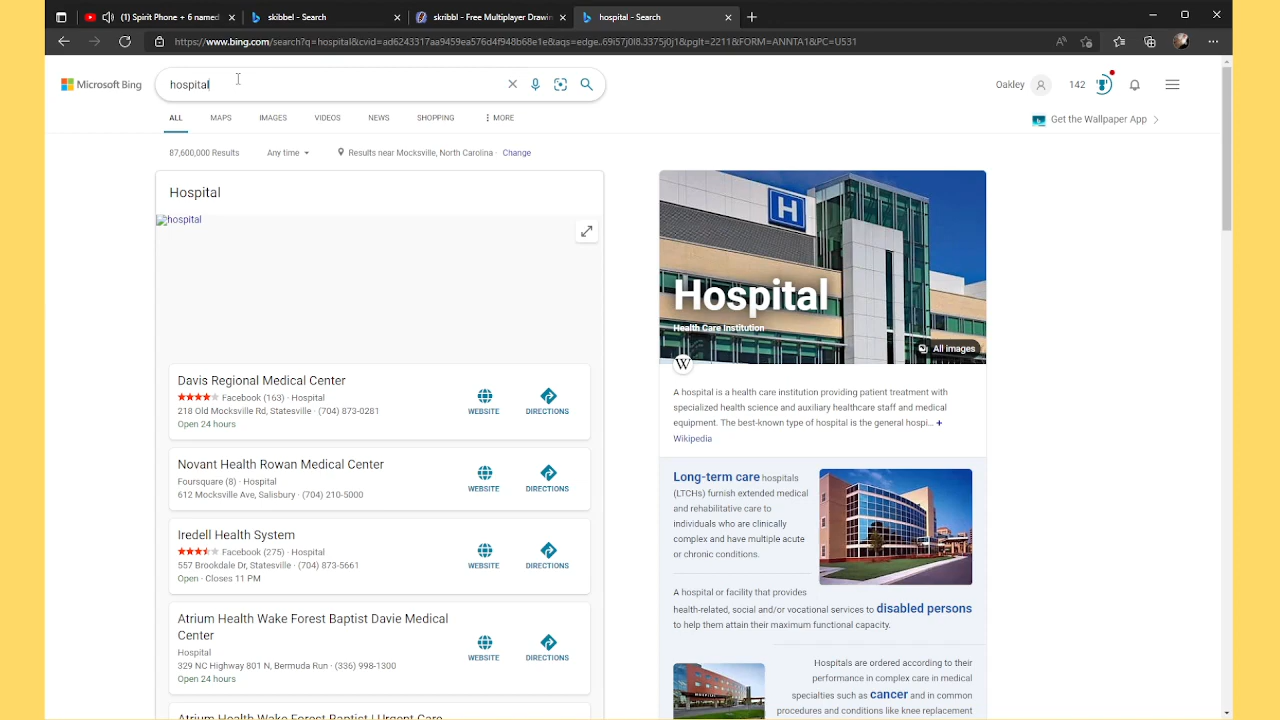 (1) Spirit Phone + 6 named
skibbel - Search
skribbl - Free Multiplayer Drawin
hospital - Search
https://www.bing.com/search?q=hospital&cvid=ad6243317aa9459ea576d4f948b68e1e&aqs=edge..69i57j0l8.3375j0j1&pglt=2211&FORM=ANNTA1&PC=U531
Microsoft Bing
hospital
Oakley
142
ALL MAPS IMAGES VIDEOS NEWS SHOPPING MORE
Get the Wallpaper App
87,600,000 Results Any time Results near Mocksville, North Carolina · Change
Hospital
hospital
Davis Regional Medical Center
Facebook (163) · Hospital
218 Old Mocksville Rd, Statesville · (704) 873-0281
Open 24 hours
WEBSITE DIRECTIONS
Novant Health Rowan Medical Center
Foursquare (8) · Hospital
612 Mocksville Ave, Salisbury · (704) 210-5000
WEBSITE DIRECTIONS
Iredell Health System
Facebook (275) · Hospital
557 Brookdale Dr, Statesville · (704) 873-5661
Open · Closes 11 PM
WEBSITE DIRECTIONS
Atrium Health Wake Forest Baptist Davie Medical
Center
Hospital
329 NC Highway 801 N, Bermuda Run · (336) 998-1300
Open 24 hours
WEBSITE DIRECTIONS
Atrium Health Wake Forest Baptist | Urgent Care
H
Hospital
Health Care Institution
All images
W
A hospital is a health care institution providing patient treatment with
specialized health science and auxiliary healthcare staff and medical
equipment. The best-known type of hospital is the general hospi… +
Wikipedia
Long-term care hospitals
(LTCHs) furnish extended medical
and rehabilitative care to
individuals who are clinically
complex and have multiple acute
or chronic conditions.
A hospital or facility that provides
health-related, social and/or vocational services to disabled persons
to help them attain their maximum functional capacity.
Hospitals are ordered according to their
performance in complex care in medical
specialties such as cancer and in common
procedures and conditions like knee replacement